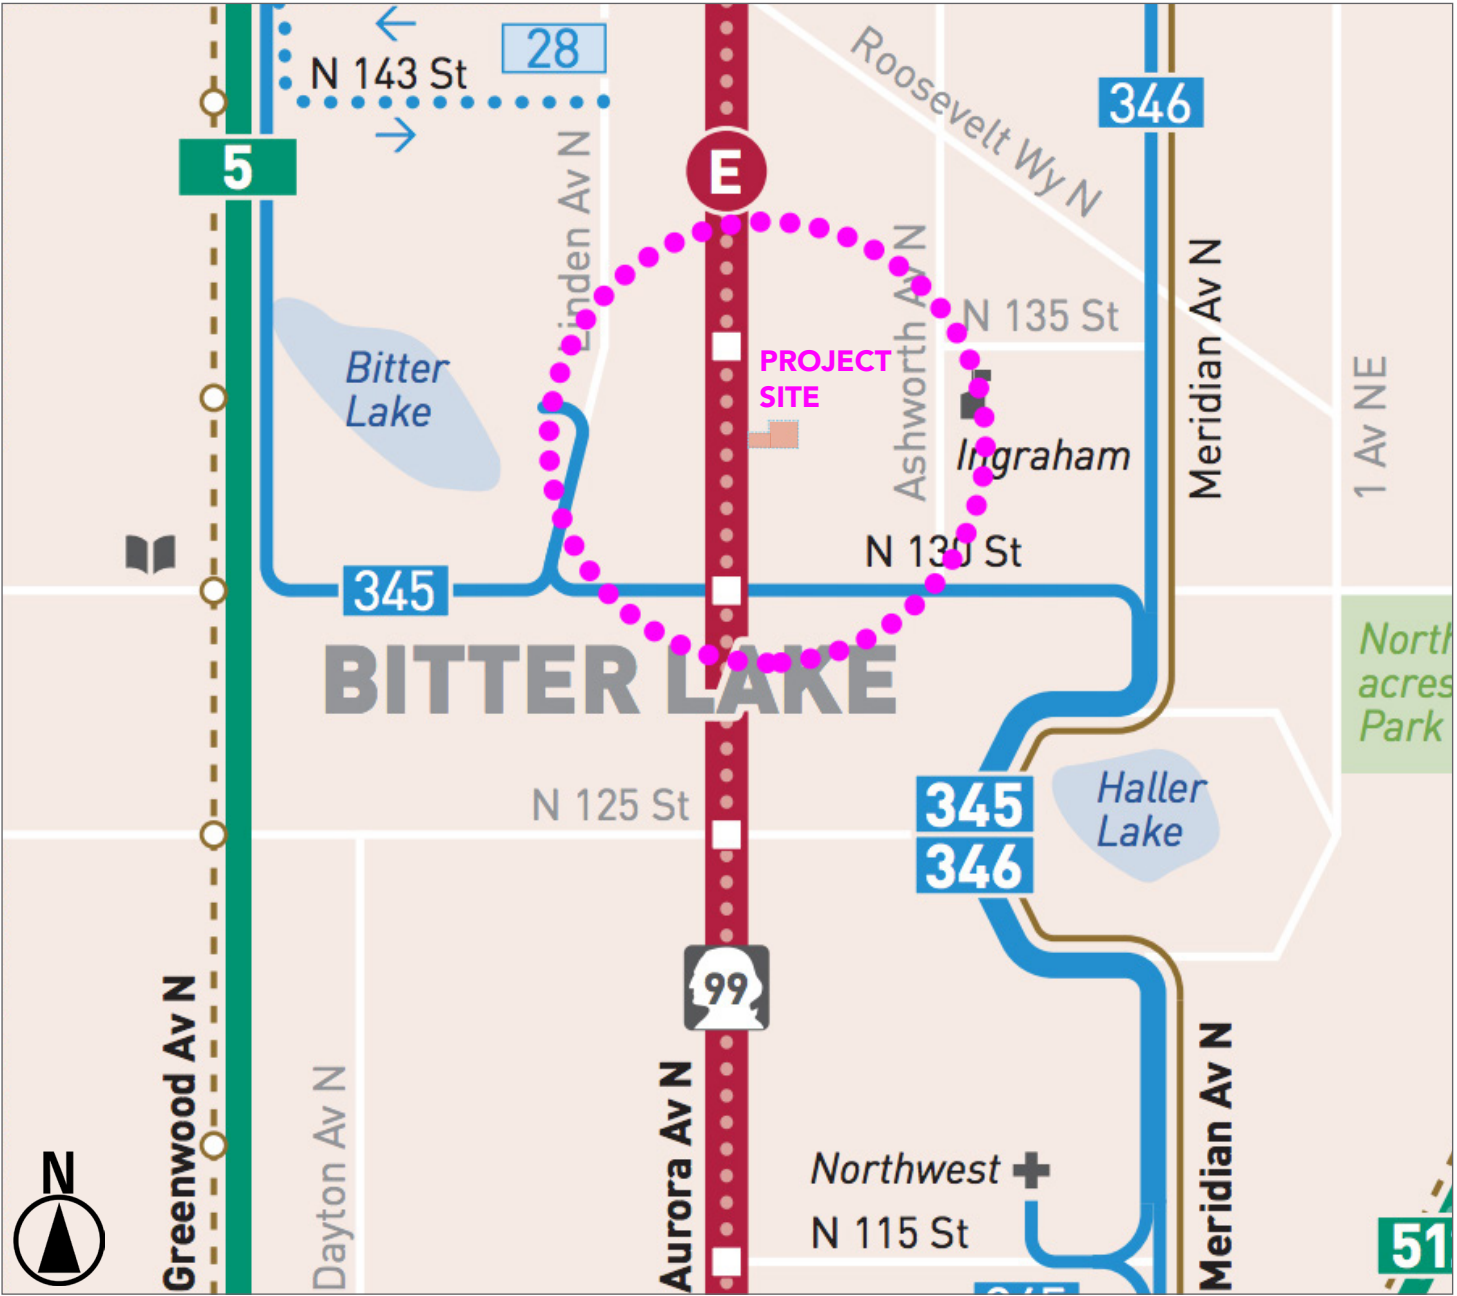 28
N 143 St
Roosevelt Wy N
346
5
E
Linden Av N
Ashworth Av N
N 135 St
Meridian Av N
1 Av NE
Bitter
Lake
PROJECT
SITE
Ingraham
N 130 St
345
BITTER LAKE
North
acres
Park
N 125 St
345
346
Haller
Lake
99
Greenwood Av N
Dayton Av N
Aurora Av N
Meridian Av N
Northwest
N 115 St
N
51